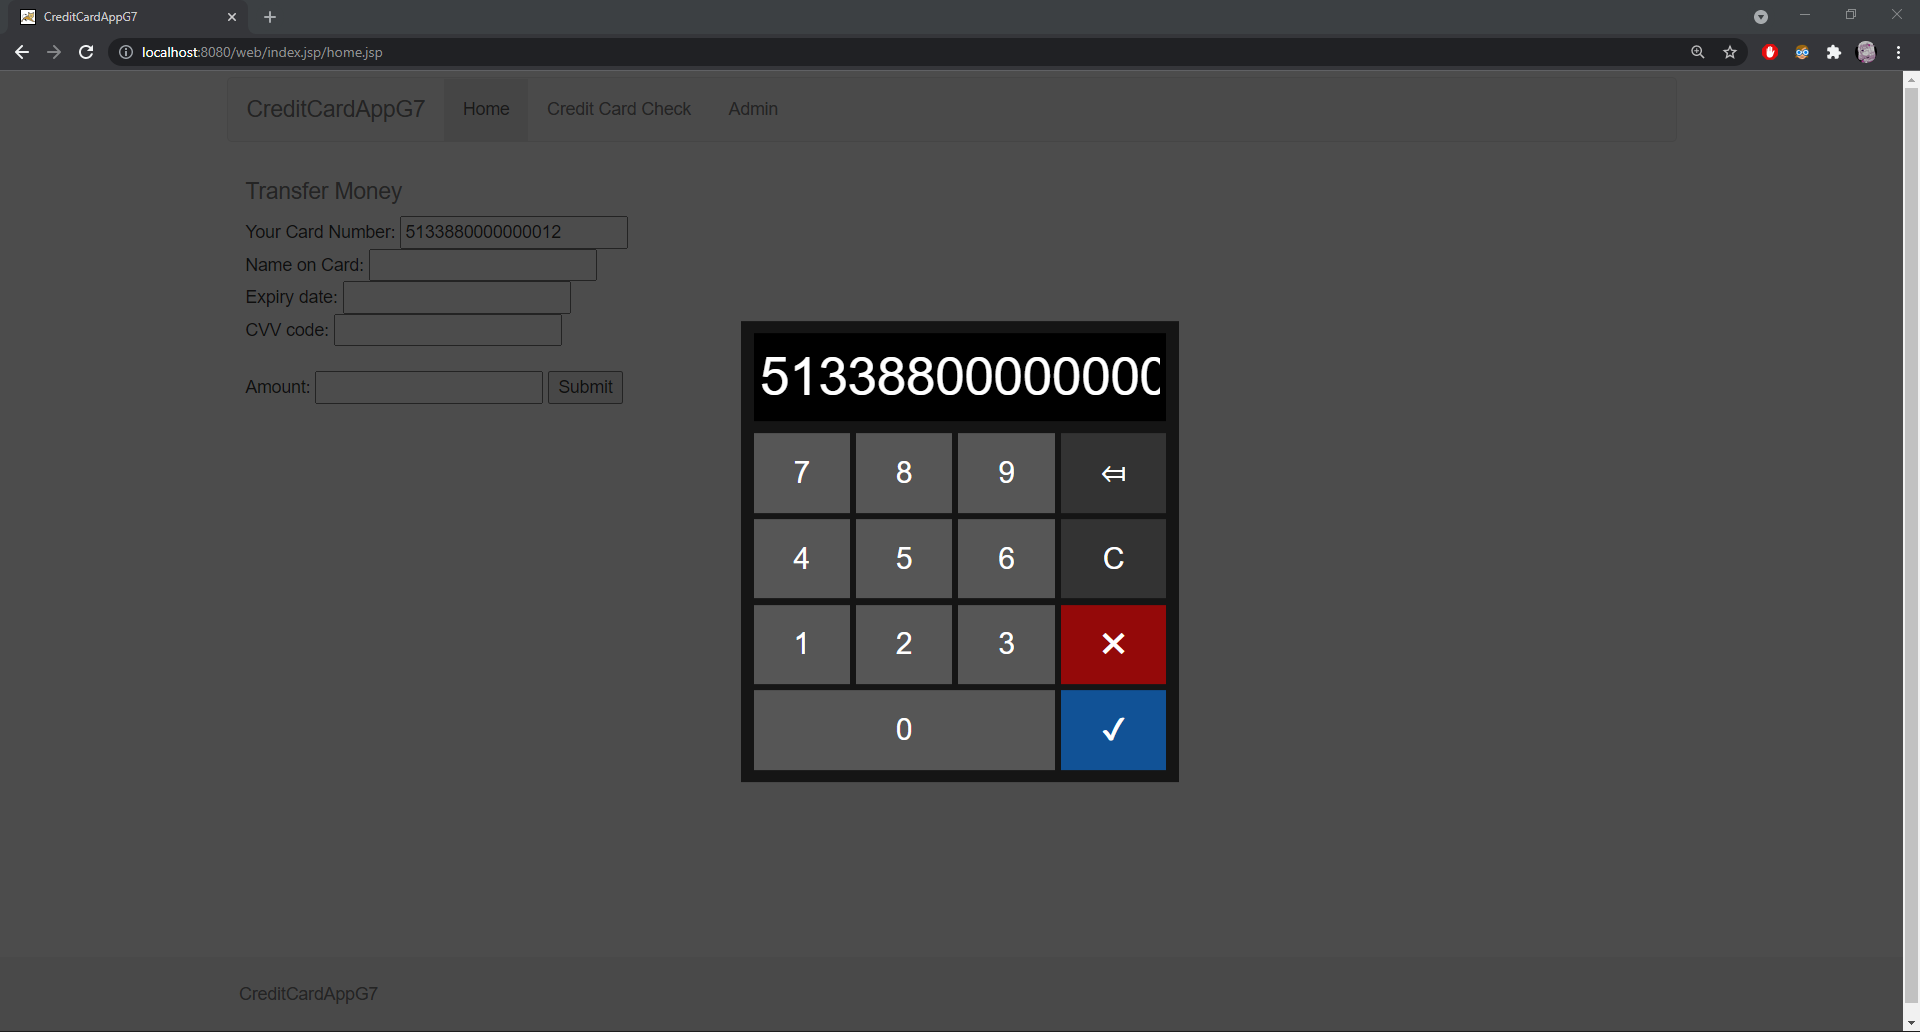 CreditCardAppG7
localhost:8080/web/index.jsp/home.jsp
CreditCardAppG7 Home Credit Card Check Admin
Transfer Money
Your Card Number: 5133880000000012
Name on Card:
Expiry date:
CVV code:
Amount: Submit
51338800000000
7 8 9
4 5 6 C
1 2 3
0
CreditCardAppG7